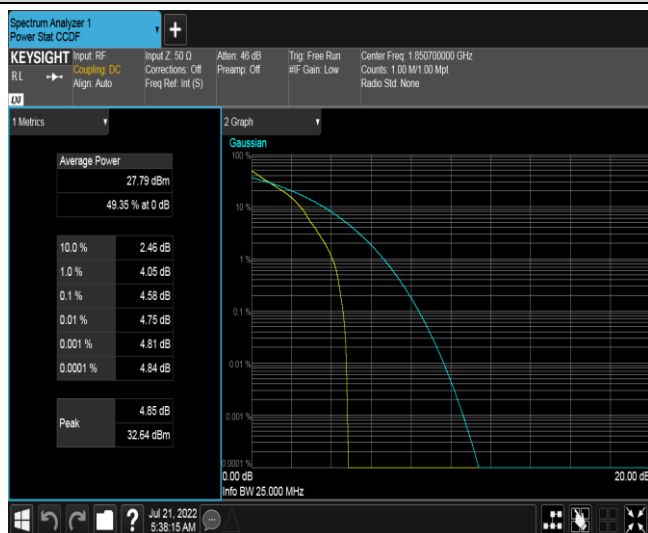 Spectrum Analyzer 1
Power Stat CCDF
+
KEYSIGHT
RL
LXI
Input: RF
Coupling: DC
Align: Auto
Input Z: 50 Ω
Corrections: Off
Freq Ref: Int (S)
Atten: 46 dB
Preamp: Off
Trig: Free Run
#IF Gain: Low
Center Freq: 1.850700000 GHz
Counts: 1.00 M/1.00 Mpt
Radio Std: None
1 Metrics
Average Power
27.79 dBm
49.35 % at 0 dB
10.0 % 2.46 dB
1.0 % 4.05 dB
0.1 % 4.58 dB
0.01 % 4.75 dB
0.001 % 4.81 dB
0.0001 % 4.84 dB
Peak
4.85 dB
32.64 dBm
2 Graph
Gaussian
100 %
10 %
1 %
0.1 %
0.01 %
0.001 %
0.0001 %
0.00 dB 20.00 dB
Info BW 25.000 MHz
?
Jul 21, 2022
5:38:15 AM